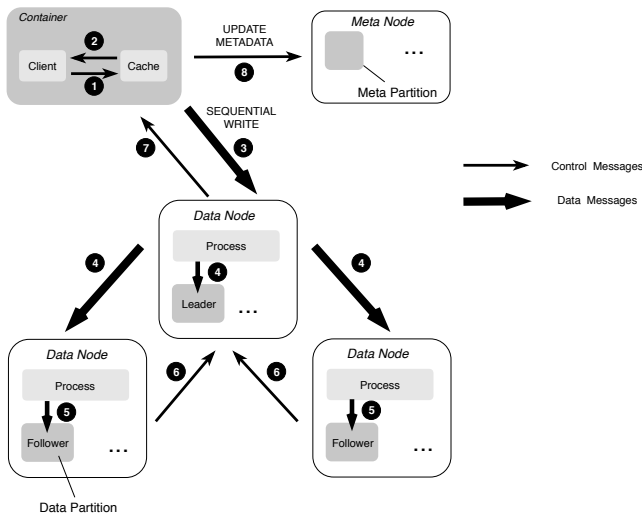 Container
Client
Cache
2
1
UPDATE
METADATA
8
Meta Node
...
Meta Partition
SEQUENTIAL
WRITE
3
7
Control Messages
Data Messages
Data Node
Process
4
Leader
...
4
4
Data Node
Process
5
Follower
...
Data Partition
6
6
Data Node
Process
5
Follower
...